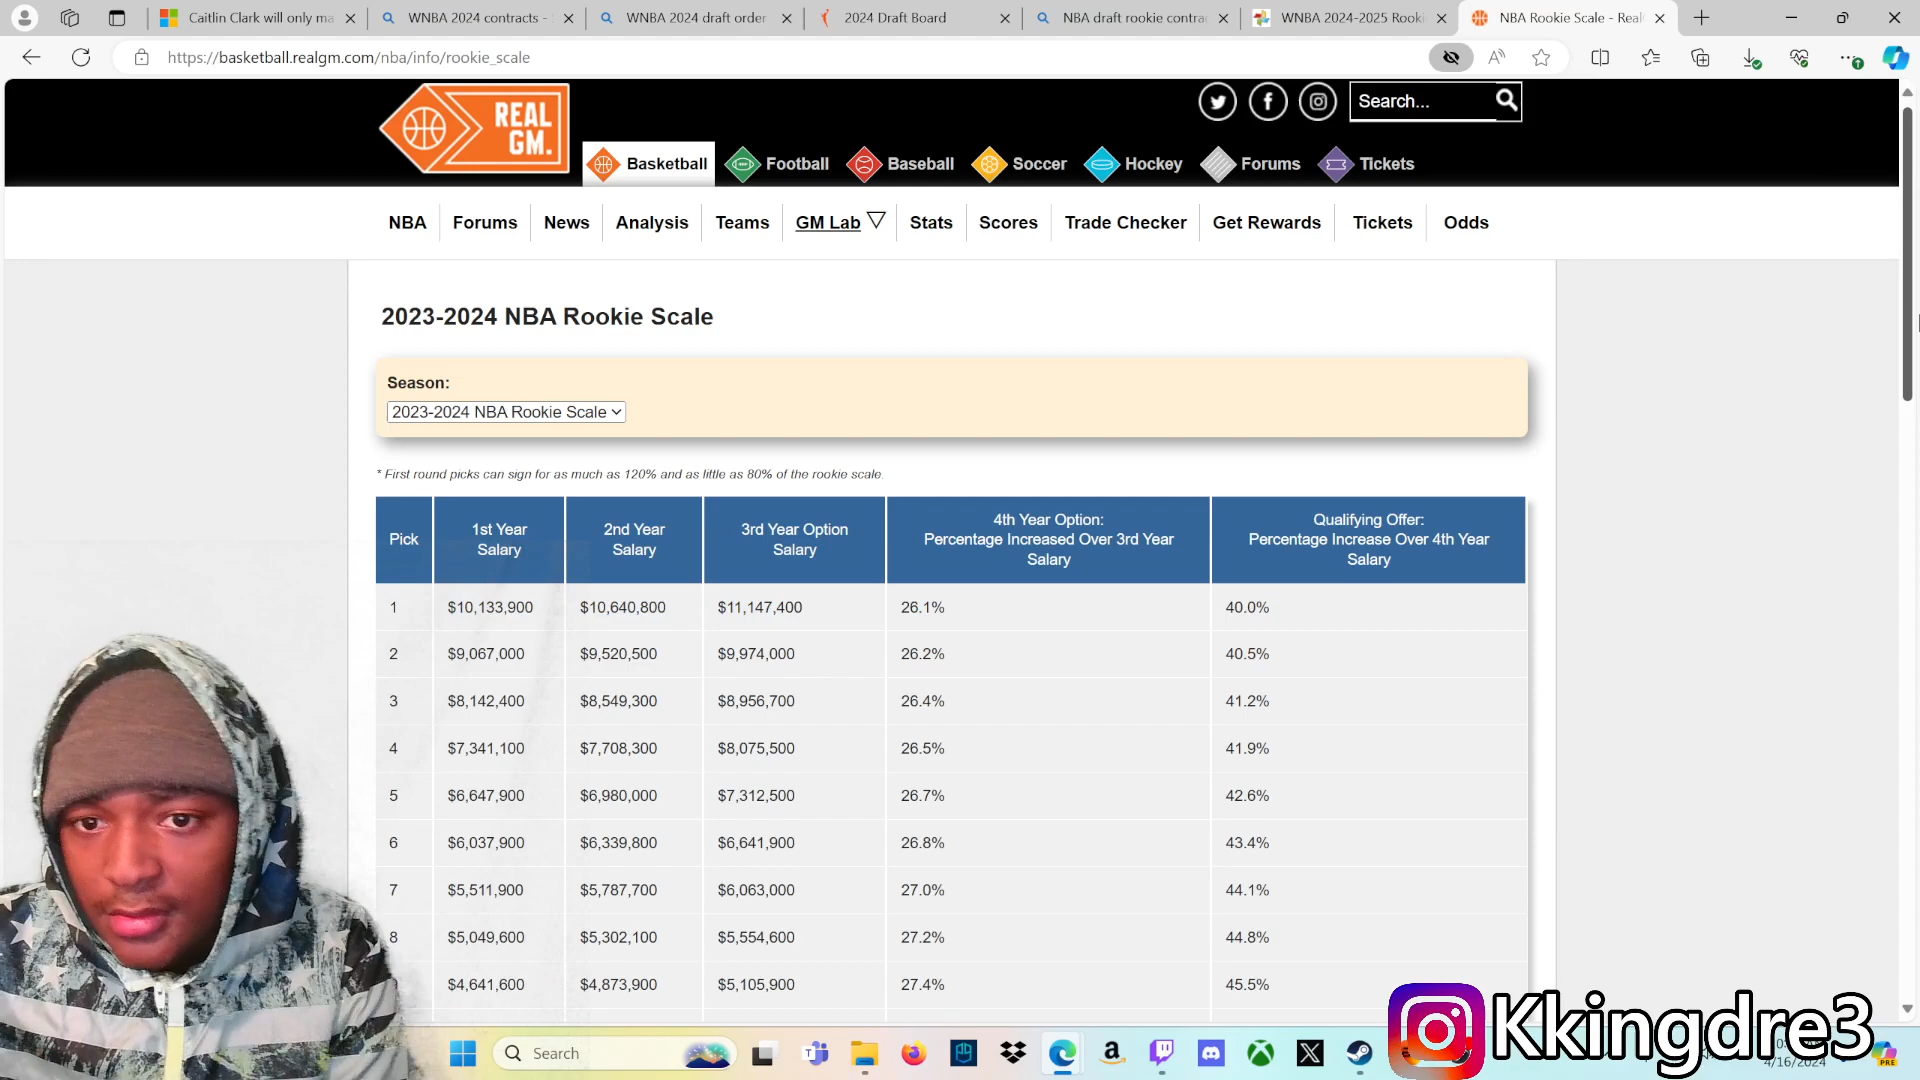 Caitlin Clark will only ma
WNBA 2024 contracts -
WNBA 2024 draft order
2024 Draft Board
NBA draft rookie contra
WNBA 2024-2025 Rooki
NBA Rookie Scale - Real
https://basketball.realgm.com/nba/info/rookie_scale
REAL GM.
Search...
Basketball Football Baseball Soccer Hockey Forums Tickets
NBA Forums News Analysis Teams GM Lab Stats Scores Trade Checker Get Rewards Tickets Odds
2023-2024 NBA Rookie Scale
Season:
2023-2024 NBA Rookie Scale
* First round picks can sign for as much as 120% and as little as 80% of the rookie scale.
Pick 1st Year Salary 2nd Year Salary 3rd Year Option Salary 4th Year Option: Percentage Increased Over 3rd Year Salary Qualifying Offer: Percentage Increase Over 4th Year Salary
1 $10,133,900 $10,640,800 $11,147,400 26.1% 40.0%
2 $9,067,000 $9,520,500 $9,974,000 26.2% 40.5%
3 $8,142,400 $8,549,300 $8,956,700 26.4% 41.2%
4 $7,341,100 $7,708,300 $8,075,500 26.5% 41.9%
5 $6,647,900 $6,980,000 $7,312,500 26.7% 42.6%
6 $6,037,900 $6,339,800 $6,641,900 26.8% 43.4%
7 $5,511,900 $5,787,700 $6,063,000 27.0% 44.1%
8 $5,049,600 $5,302,100 $5,554,600 27.2% 44.8%
$4,641,600 $4,873,900 $5,105,900 27.4% 45.5%
Kkingdre3
Search
4/16/2024
PRE